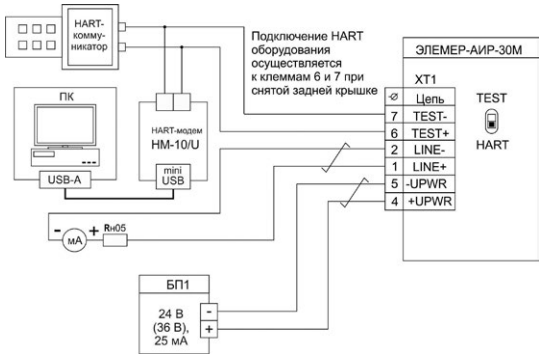 HART-
комму-
никатор
Подключение HART
оборудования
осуществляется
к клеммам 6 и 7 при
снятой задней крышке
ЭЛЕМЕР-АИР-30М
XT1
Ø Цепь
7 TEST-
6 TEST+
2 LINE-
1 LINE+
5 -UPWR
4 +UPWR
TEST
HART
ПК
USB-A
HART-модем
HM-10/U
mini
USB
- мА +
Rн05
БП1
24 В
(36 В),
25 мА
-
+